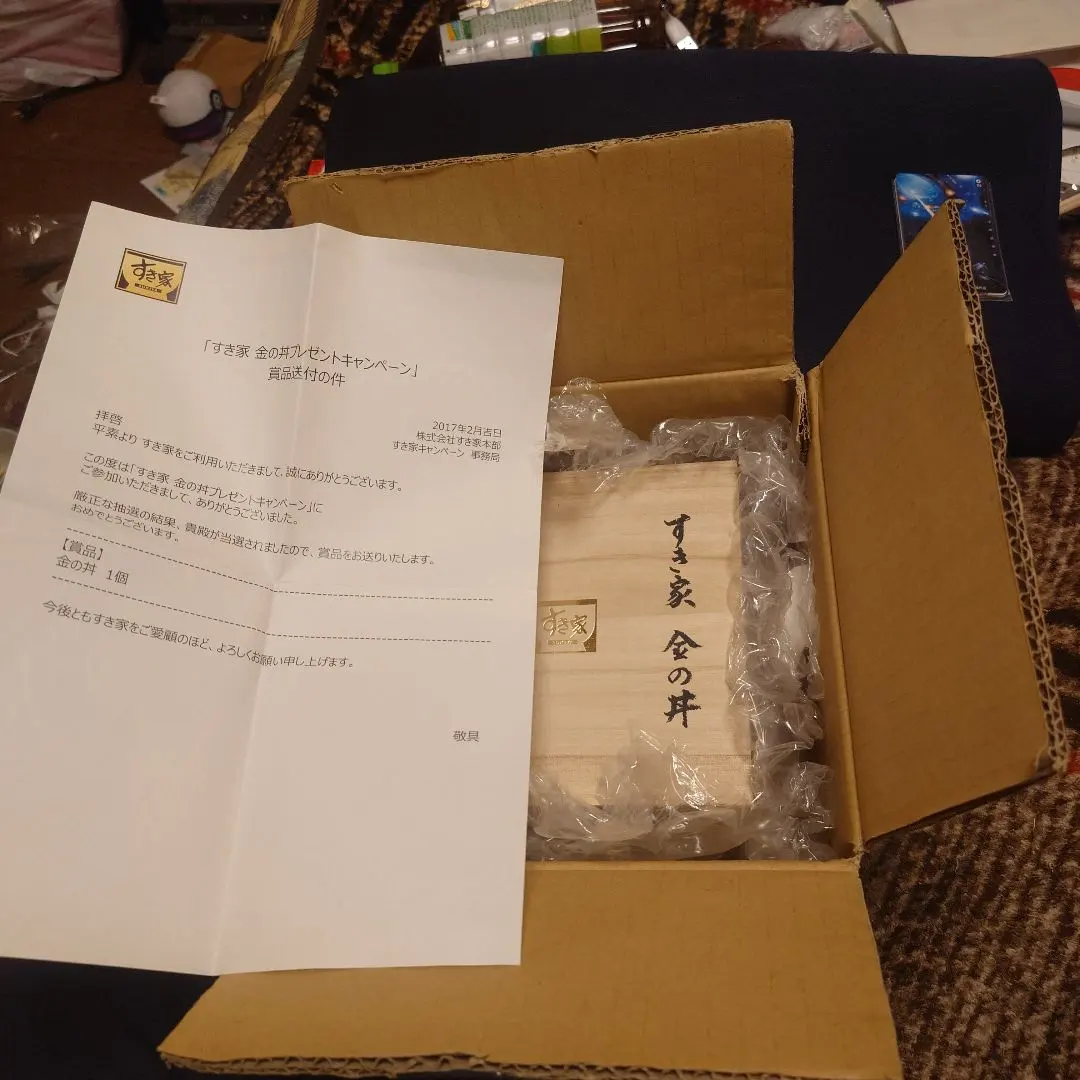 すき家
SUKIYA
「すき家 金の丼プレゼントキャンペーン」
賞品送付の件
2017年2月吉日
株式会社すき家本部
すき家キャンペーン 事務局
拝啓
平素より すき家をご利用いただきまして、誠にありがとうございます。
この度は「すき家 金の丼プレゼントキャンペーン」に
ご参加いただきまして、ありがとうございました。
厳正な抽選の結果、貴殿が当選されましたので、賞品をお送りいたします。
おめでとうございます。
【賞品】
金の丼 1個
今後ともすき家をご愛顧のほど、よろしくお願い申し上げます。
敬具
すき家 金の丼
すき家